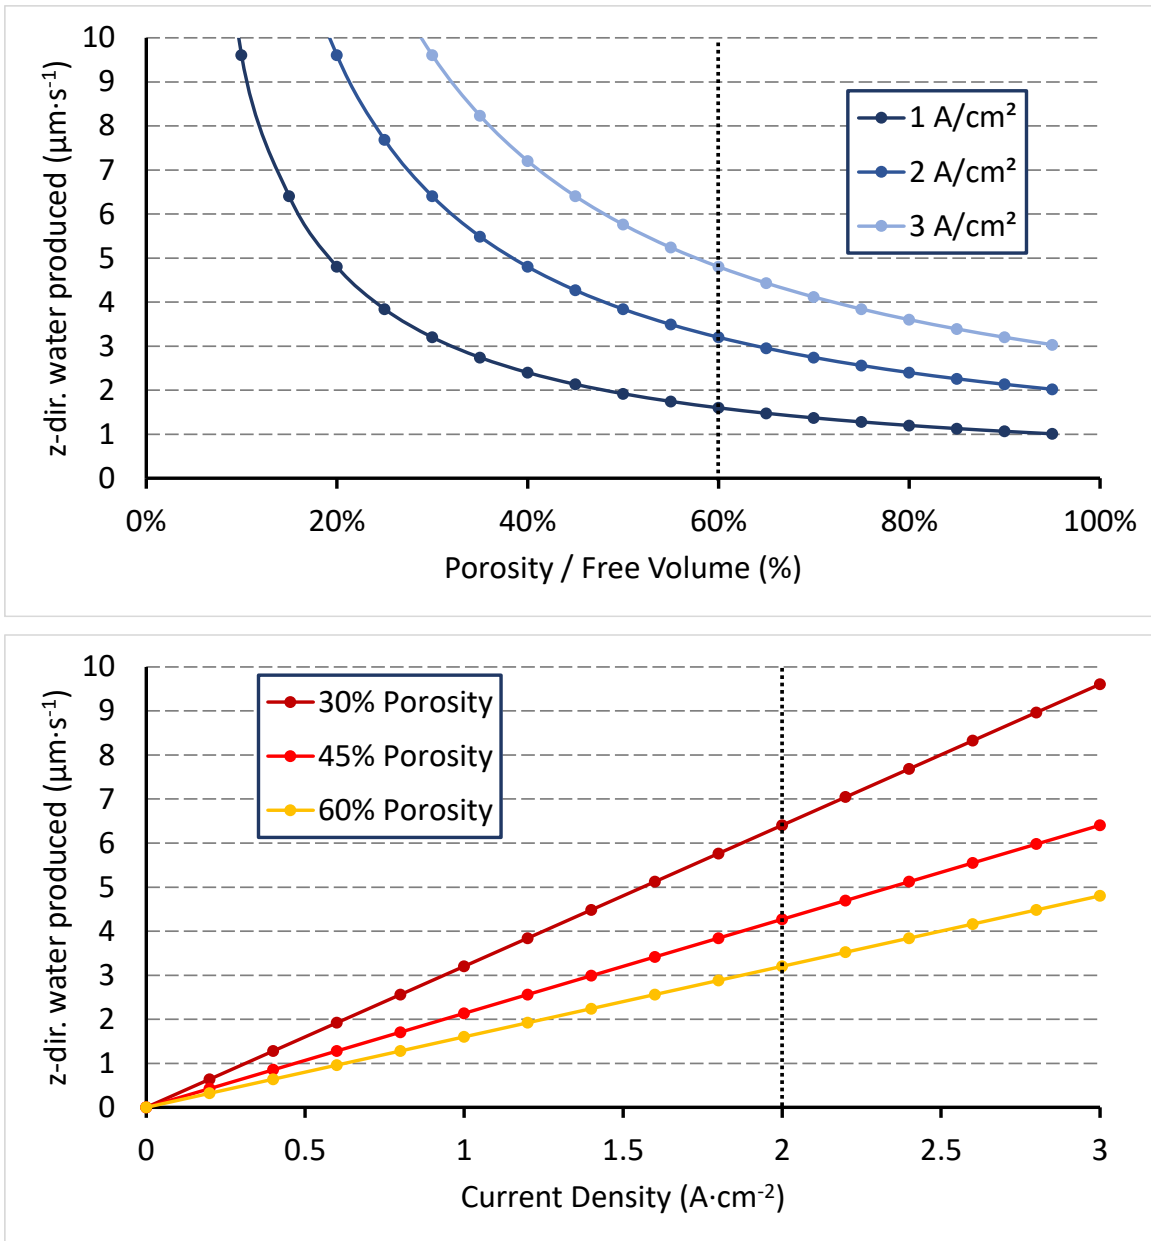 10
9
8
7
6
5
4
3
2
1
0
z-dir. water produced (µm·s⁻¹)
1 A/cm²
2 A/cm²
3 A/cm²
0% 20% 40% 60% 80% 100%
Porosity / Free Volume (%)
10
9
8
7
6
5
4
3
2
1
0
z-dir. water produced (µm·s⁻¹)
30% Porosity
45% Porosity
60% Porosity
0 0.5 1 1.5 2 2.5 3
Current Density (A·cm⁻²)